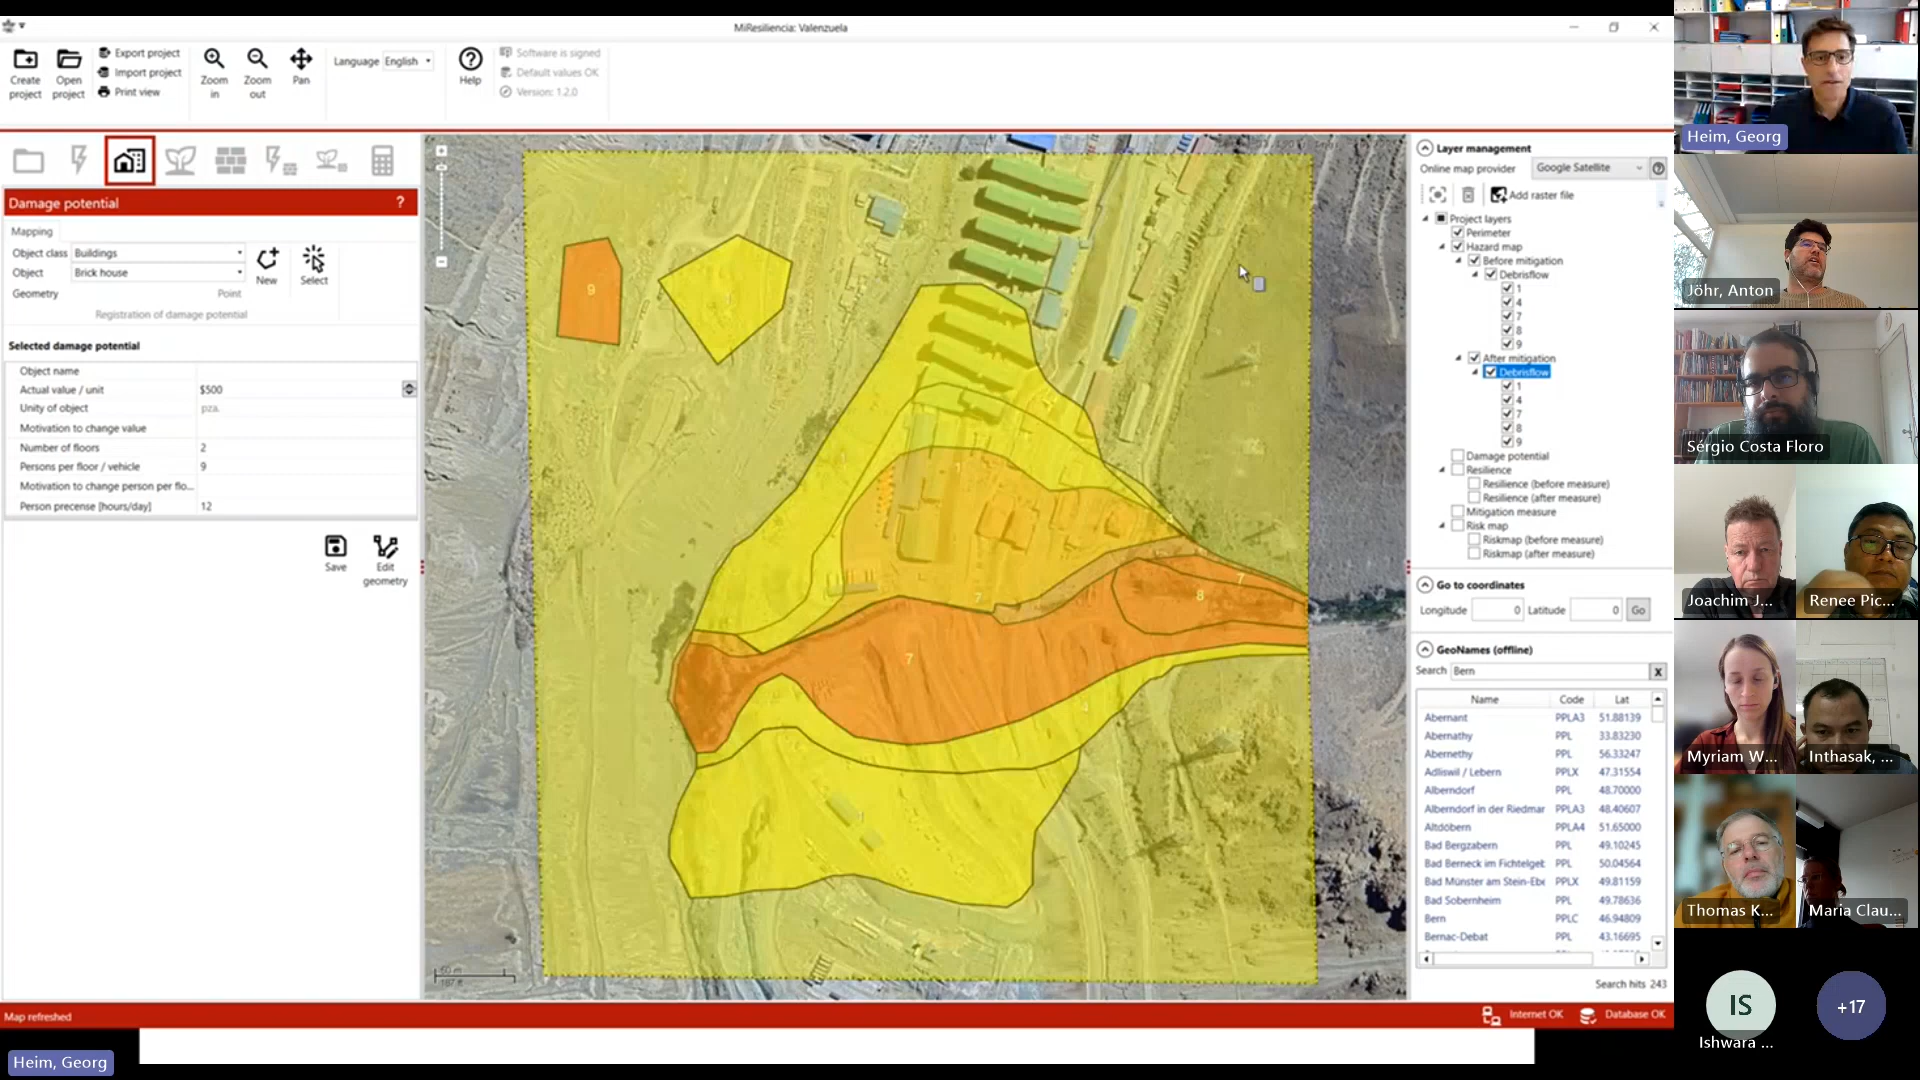 MiResiliencia: Valenzuela
Create project
Open project
Export project
Import project
Print view
Zoom in
Zoom out
Pan
Language English
Help
Software is signed
Default values OK
Version: 1.2.0
Damage potential ?
Mapping
Object class Buildings
Object Brick house
Geometry Point
New
Select
Registration of damage potential
Selected damage potential
Object name
Actual value / unit $500
Unity of object pza.
Motivation to change value
Number of floors 2
Persons per floor / vehicle 9
Motivation to change person per flo...
Person precense [hours/day] 12
Save
Edit geometry
9
1
7
8
7
7
4
1
Layer management
Online map provider Google Satellite
Add raster file
Project layers
Perimeter
Hazard map
Before mitigation
Debrisflow
1
4
7
8
9
After mitigation
Debrisflow
1
4
7
8
9
Damage potential
Resilience
Resilience (before measure)
Resilience (after measure)
Mitigation measure
Risk map
Riskmap (before measure)
Riskmap (after measure)
Go to coordinates
Longitude 0 Latitude 0 Go
GeoNames (offline)
Search Bern X
Name Code Lat
Abernant PPLA3 51.88139
Abernathy PPL 33.83230
Abernethy PPL 56.33247
Adliswil / Lebern PPLX 47.31554
Alberndorf PPL 48.70000
Alberndorf in der Riedmar PPLA3 48.40607
Altdöbern PPLA4 51.65000
Bad Bergzabern PPL 49.10245
Bad Berneck im Fichtelget PPL 50.04564
Bad Münster am Stein-Ebe PPLX 49.81159
Bad Sobernheim PPL 49.78636
Bern PPLC 46.94809
Bernac-Debat PPL 43.16695
Search hits 243
Map refreshed
Internet OK
Database OK
Heim, Georg
Heim, Georg
Jöhr, Anton
Sérgio Costa Floro
Joachim J...
Renee Pic...
Myriam W...
Inthasak, ...
Thomas K...
Maria Clau...
IS
Ishwara ...
+17